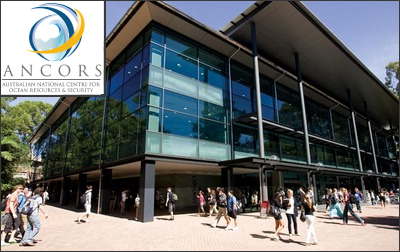 ANCORS
AUSTRALIAN NATIONAL CENTRE FOR
OCEAN RESOURCES & SECURITY